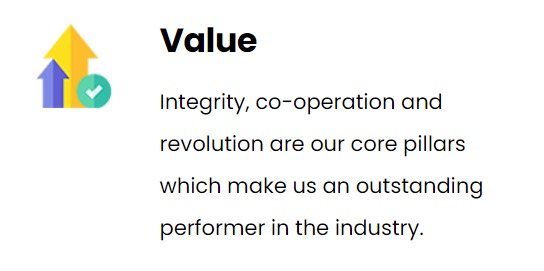 Value
Integrity, co-operation and
revolution are our core pillars
which make us an outstanding
performer in the industry.